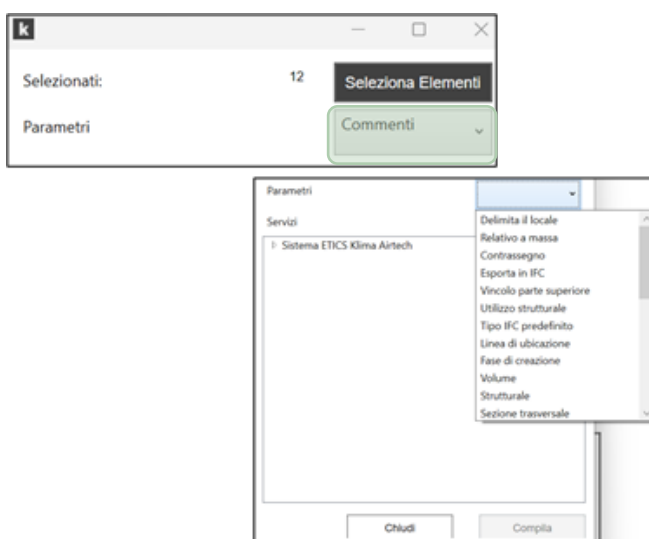 k
Selezionati: 12 Seleziona Elementi
Parametri Commenti
Parametri
Servizi
Sistema ETICS Klima Airtech
Delimita il locale
Relativo a massa
Contrassegno
Esporta in IFC
Vincolo parte superiore
Utilizzo strutturale
Tipo IFC predefinito
Linea di ubicazione
Fase di creazione
Volume
Strutturale
Sezione trasversale
Chiudi Compila